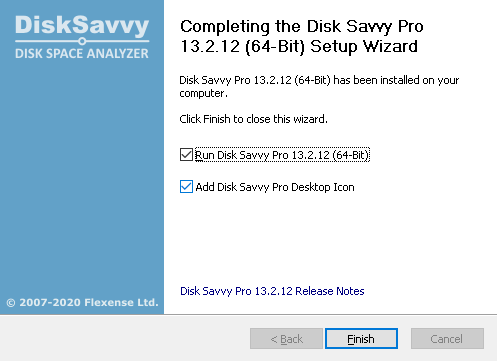 DiskSavvy
DISK SPACE ANALYZER
Completing the Disk Savvy Pro
13.2.12 (64-Bit) Setup Wizard
Disk Savvy Pro 13.2.12 (64-Bit) has been installed on your
computer.
Click Finish to close this wizard.
Run Disk Savvy Pro 13.2.12 (64-Bit)
Add Disk Savvy Pro Desktop Icon
Disk Savvy Pro 13.2.12 Release Notes
© 2007-2020 Flexense Ltd.
< Back
Finish
Cancel